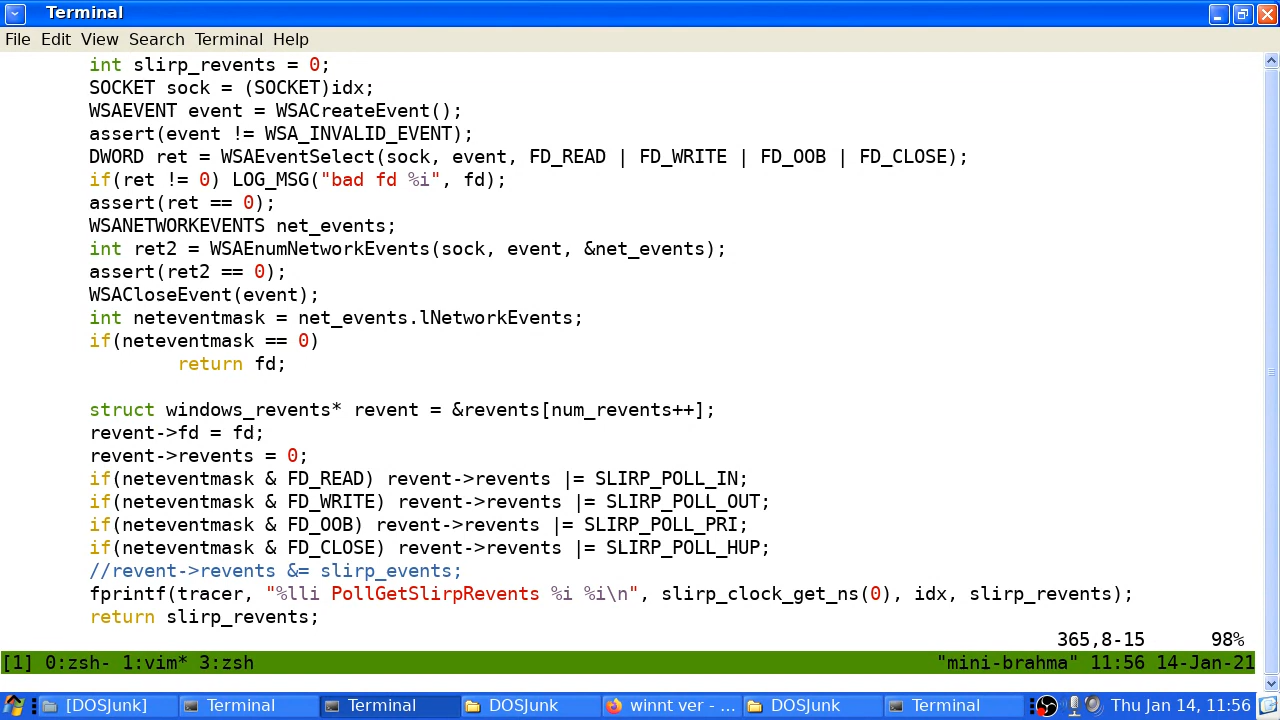 Terminal
File Edit View Search Terminal Help
int slirp_revents = 0;
SOCKET sock = (SOCKET)idx;
WSAEVENT event = WSACreateEvent();
assert(event != WSA_INVALID_EVENT);
DWORD ret = WSAEventSelect(sock, event, FD_READ | FD_WRITE | FD_OOB | FD_CLOSE);
if(ret != 0) LOG_MSG("bad fd %i", fd);
assert(ret == 0);
WSANETWORKEVENTS net_events;
int ret2 = WSAEnumNetworkEvents(sock, event, &net_events);
assert(ret2 == 0);
WSACloseEvent(event);
int neteventmask = net_events.lNetworkEvents;
if(neteventmask == 0)
return fd;
struct windows_revents* revent = &revents[num_revents++];
revent->fd = fd;
revent->revents = 0;
if(neteventmask & FD_READ) revent->revents |= SLIRP_POLL_IN;
if(neteventmask & FD_WRITE) revent->revents |= SLIRP_POLL_OUT;
if(neteventmask & FD_OOB) revent->revents |= SLIRP_POLL_PRI;
if(neteventmask & FD_CLOSE) revent->revents |= SLIRP_POLL_HUP;
//revent->revents &= slirp_events;
fprintf(tracer, "%lli PollGetSlirpRevents %i %i\n", slirp_clock_get_ns(0), idx, slirp_revents);
return slirp_revents;
365,8-15 98%
[1] 0:zsh- 1:vim* 3:zsh "mini-brahma" 11:56 14-Jan-21
[DOSJunk] Terminal Terminal DOSJunk winnt ver - ... DOSJunk Terminal Thu Jan 14, 11:56